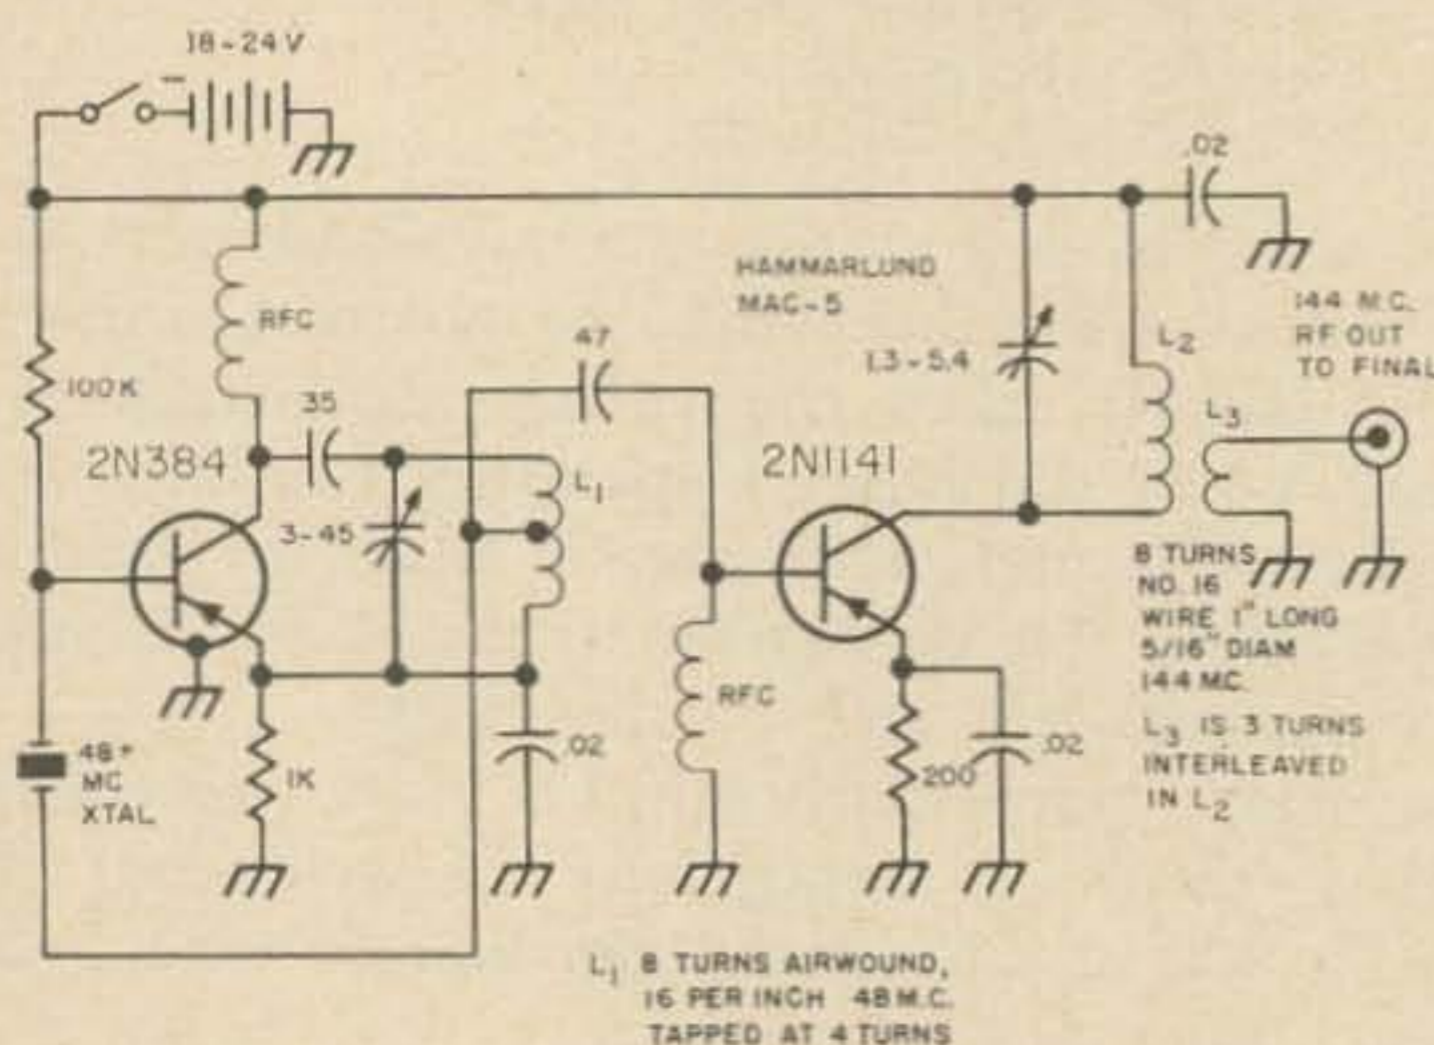 18-24 V
.02
HAMMARLUND
MAC-5
144 M.C.
RF OUT
TO FINAL
RFC
47
1.3-5.4
L2
100K
35
L3
2N384
2N1141
L1
3-45
8 TURNS
NO. 16
WIRE 1" LONG
5/16" DIAM
144 MC.
RFC
48+
MC
XTAL
1K
.02
200
.02
L3 IS 3 TURNS
INTERLEAVED
IN L2
L1 8 TURNS AIRWOUND,
16 PER INCH 48 M.C.
TAPPED AT 4 TURNS